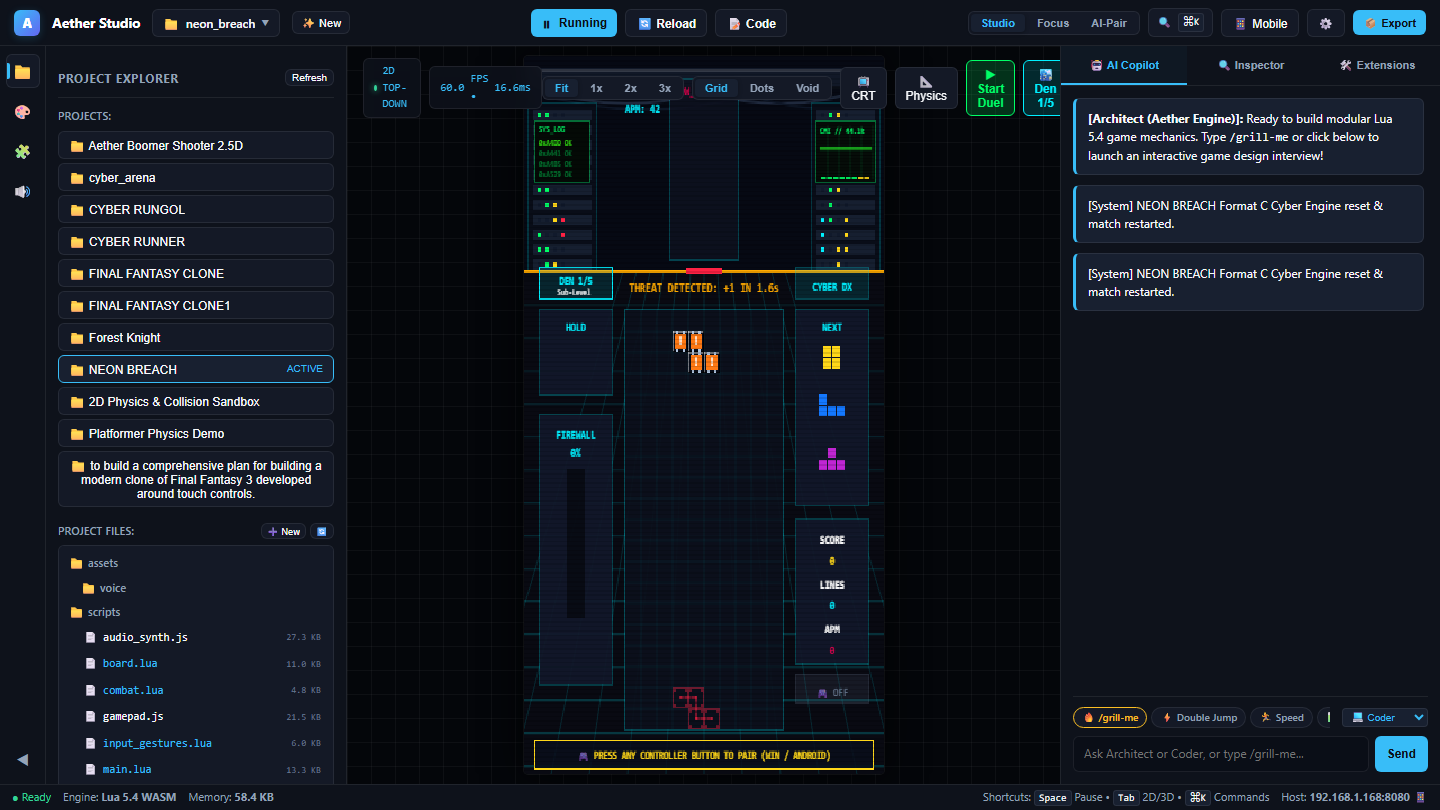 A Aether Studio neon_breach ▼ ✨ New
Running Reload Code
Studio Focus AI-Pair ⌘K Mobile Export
PROJECT EXPLORER Refresh
PROJECTS:
Aether Boomer Shooter 2.5D
cyber_arena
CYBER RUNGOL
CYBER RUNNER
FINAL FANTASY CLONE
FINAL FANTASY CLONE1
Forest Knight
NEON BREACH ACTIVE
2D Physics & Collision Sandbox
Platformer Physics Demo
to build a comprehensive plan for building a
modern clone of Final Fantasy 3 developed
around touch controls.
PROJECT FILES: + New
assets
voice
scripts
audio_synth.js 27.3 KB
board.lua 11.0 KB
combat.lua 4.8 KB
gamepad.js 21.5 KB
input_gestures.lua 6.0 KB
main.lua 13.3 KB
2D
TOP-
DOWN
60.0 FPS • 16.6ms
Fit 1x 2x 3x
Grid Dots Void
CRT
Physics
Start
Duel
Den
1/5
APM: 42
SYS_LOG
DEN 1/5
Sub-Level
THREAT DETECTED: +1 IN 1.6s
CYBER DX
HOLD
NEXT
FIREWALL
0%
SCORE
0
LINES
0
APM
0
OFF
PRESS ANY CONTROLLER BUTTON TO PAIR (WIN / ANDROID)
AI Copilot Inspector Extensions
[Architect (Aether Engine)]: Ready to build modular Lua
5.4 game mechanics. Type /grill-me or click below to
launch an interactive game design interview!
[System] NEON BREACH Format C Cyber Engine reset &
match restarted.
[System] NEON BREACH Format C Cyber Engine reset &
match restarted.
/grill-me Double Jump Speed Coder
Ask Architect or Coder, or type /grill-me... Send
● Ready Engine: Lua 5.4 WASM Memory: 58.4 KB
Shortcuts: Space Pause • Tab 2D/3D • ⌘K Commands Host: 192.168.1.168:8080